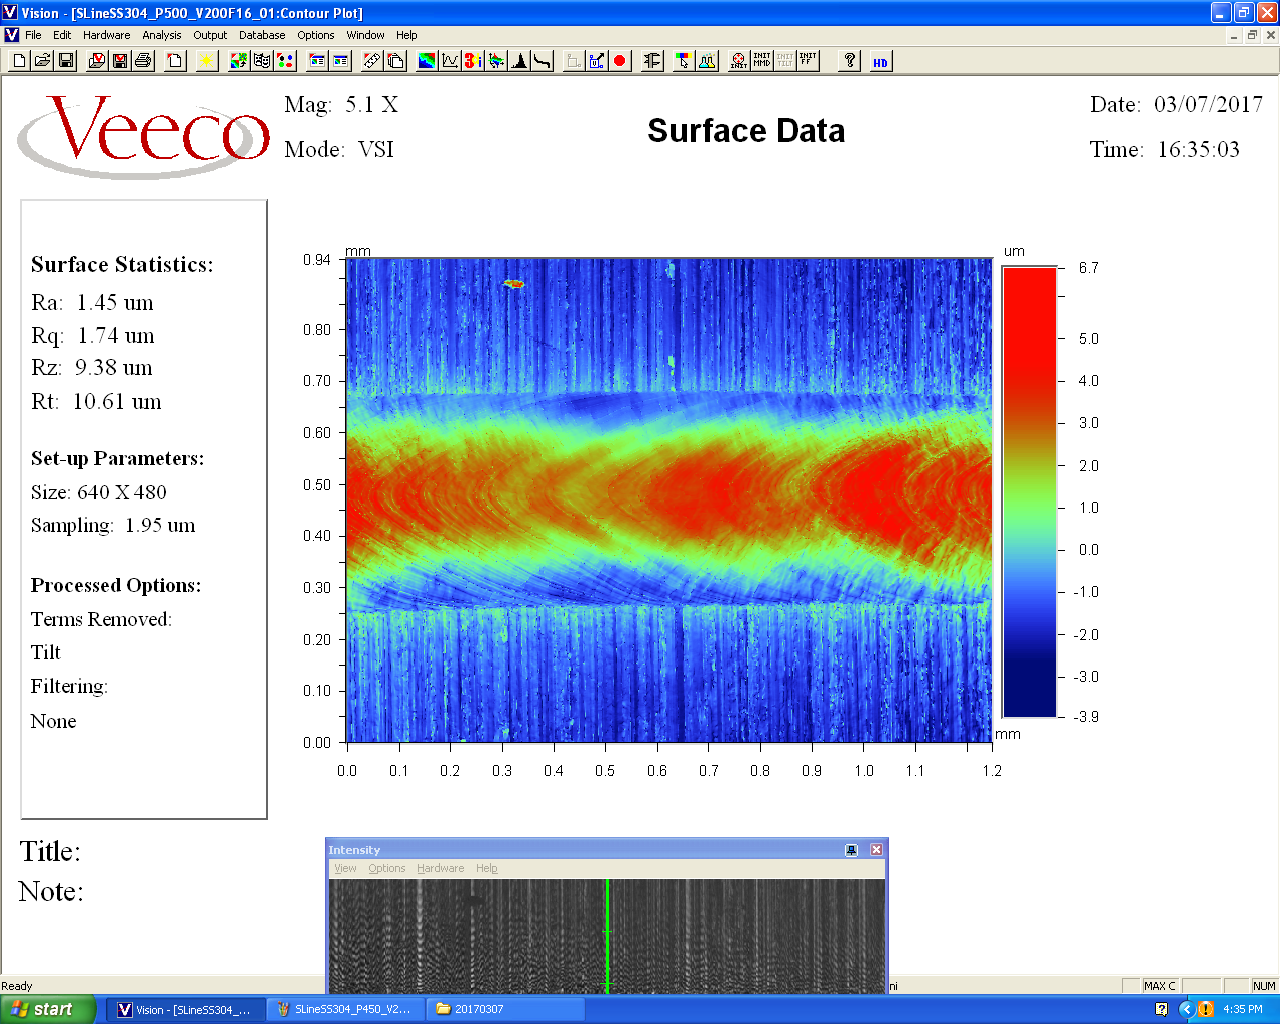 Vision - [SLineSS304_P500_V200F16_01:Contour Plot]
File Edit Hardware Analysis Output Database Options Window Help
INIT INIT MMD INIT TILT INIT FF ? HD
Veeco
Mag: 5.1 X
Mode: VSI
Surface Data
Date: 03/07/2017
Time: 16:35:03
Surface Statistics:
Ra: 1.45 um
Rq: 1.74 um
Rz: 9.38 um
Rt: 10.61 um
Set-up Parameters:
Size: 640 X 480
Sampling: 1.95 um
Processed Options:
Terms Removed:
Tilt
Filtering:
None
mm
0.94
0.80
0.70
0.60
0.50
0.40
0.30
0.20
0.10
0.00
0.0 0.1 0.2 0.3 0.4 0.5 0.6 0.7 0.8 0.9 1.0 1.1 1.2
mm
um
6.7
5.0
4.0
3.0
2.0
1.0
0.0
-1.0
-2.0
-3.0
-3.9
Title:
Note:
Intensity
View Options Hardware Help
Ready
ni
MAX C
NUM
start
Vision - [SLineSS304_...
SLineSS304_P450_V2...
20170307
4:35 PM